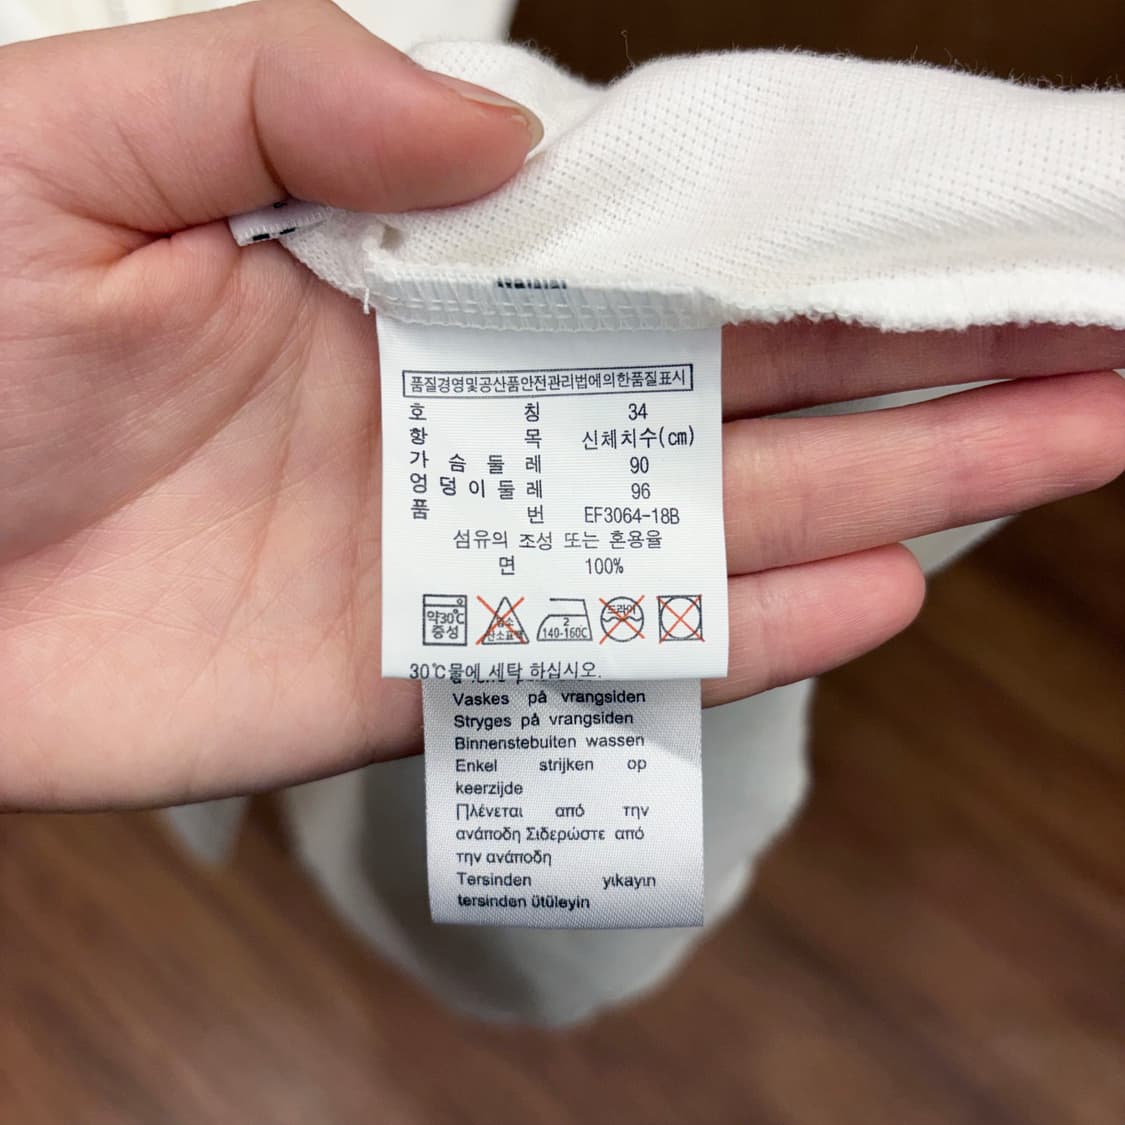 품질경영및공산품안전관리법에의한품질표시
호 칭 34
항 목 신체치수(cm)
가 슴 둘 레 90
엉 덩 이 둘 레 96
품 번 EF3064-18B
섬유의 조성 또는 혼용율
면 100%
약30℃
중성
염소
산소표백
2
140-160℃
드라이
30℃물에 세탁 하십시오.
Vaskes på vrangsiden
Stryges på vrangsiden
Binnenstebuiten wassen
Enkel strijken op
keerzijde
Πλένεται από την
ανάποδη Σιδερώστε από
την ανάποδη
Tersinden yıkayın
tersinden ütüleyin